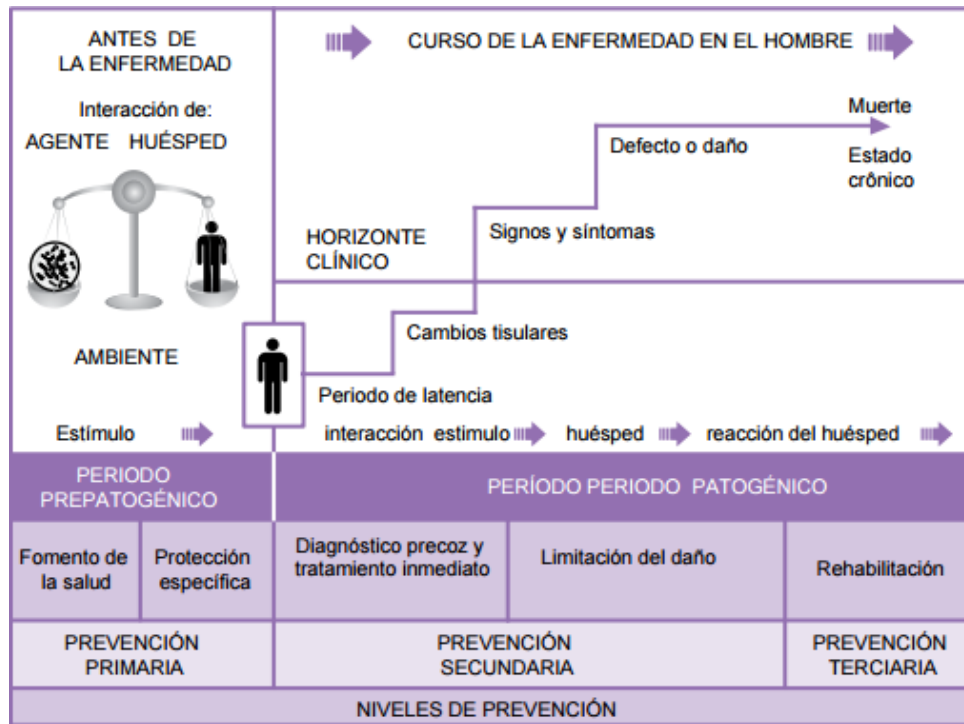 ANTES DE
LA ENFERMEDAD
Interacción de:
AGENTE HUÉSPED
AMBIENTE
Estímulo
CURSO DE LA ENFERMEDAD EN EL HOMBRE
Muerte
Defecto o daño
Estado
crônico
Signos y síntomas
HORIZONTE
CLÍNICO
Cambios tisulares
Periodo de latencia
interacción estimulo
huésped
reacción del huésped
PERIODO
PREPATOGÉNICO
PERÍODO PERIODO PATOGÉNICO
Fomento de
la salud
Protección
específica
Diagnóstico precoz y
tratamiento inmediato
Limitación del daño
Rehabilitación
PREVENCIÓN
PRIMARIA
PREVENCIÓN
SECUNDARIA
PREVENCIÓN
TERCIARIA
NIVELES DE PREVENCIÓN